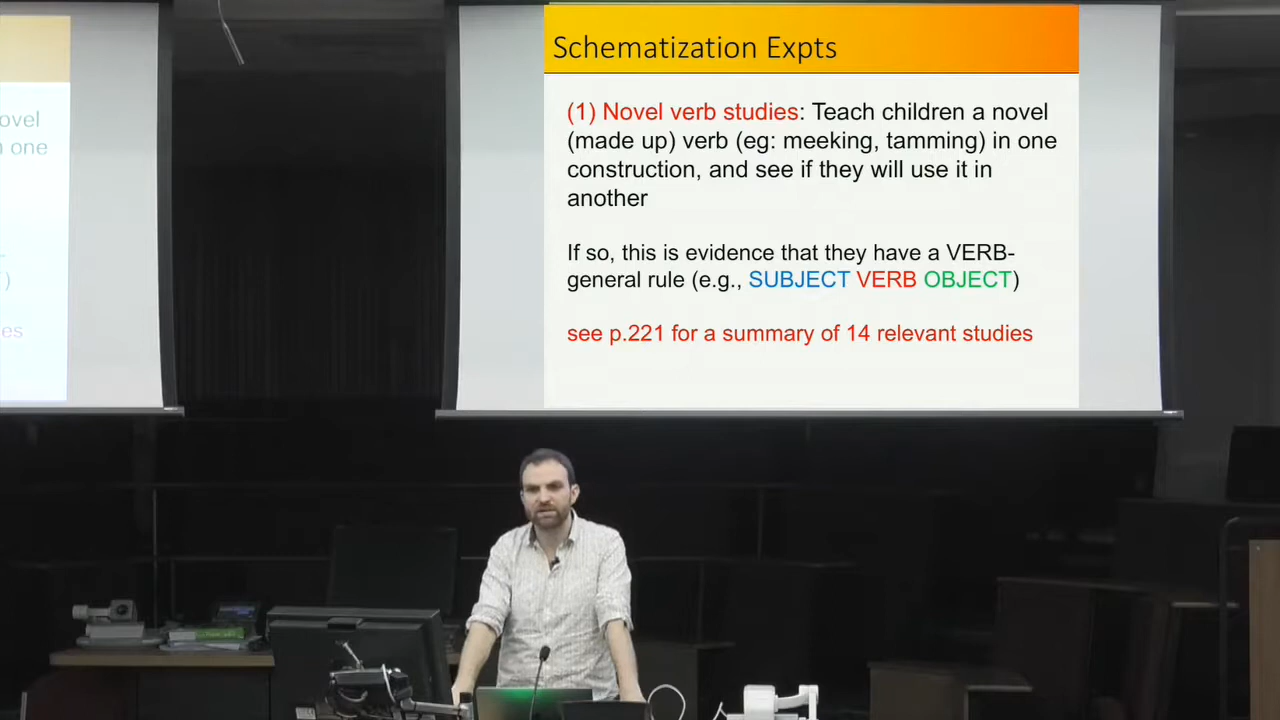 ovel
one
es
Schematization Expts
(1) Novel verb studies: Teach children a novel
(made up) verb (eg: meeking, tamming) in one
construction, and see if they will use it in
another
If so, this is evidence that they have a VERB-
general rule (e.g., SUBJECT VERB OBJECT)
see p.221 for a summary of 14 relevant studies